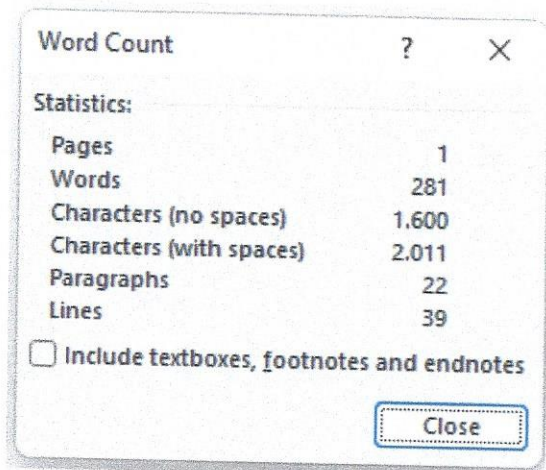 Word Count ? ×
Statistics:
Pages 1
Words 281
Characters (no spaces) 1.600
Characters (with spaces) 2.011
Paragraphs 22
Lines 39
Include textboxes, footnotes and endnotes
Close